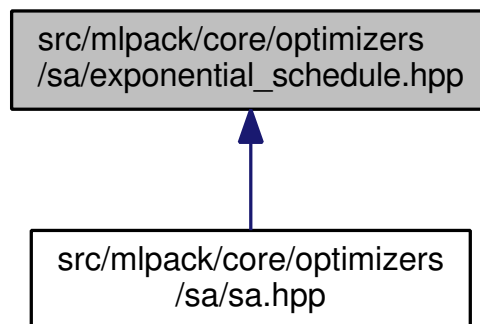 src/mlpack/core/optimizers
/sa/exponential_schedule.hpp
src/mlpack/core/optimizers
/sa/sa.hpp